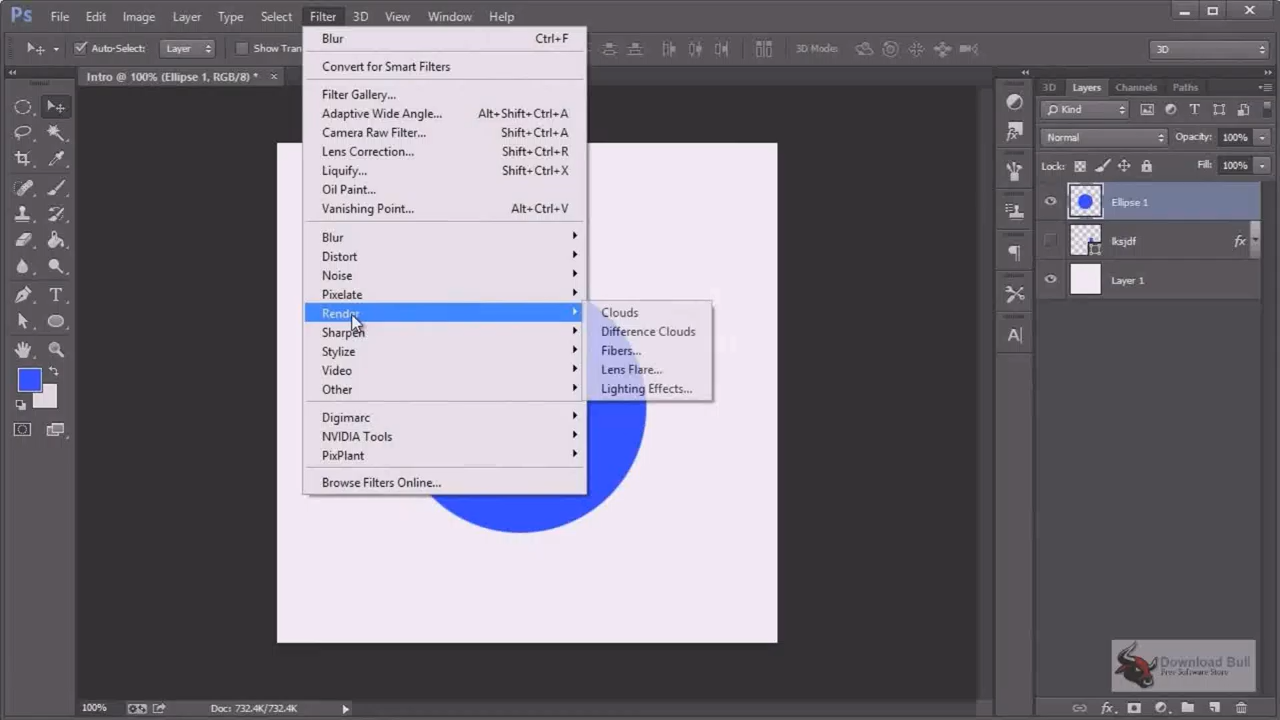 Ps File Edit Image Layer Type Select Filter 3D View Window Help
Auto-Select: Layer Show Tran 3D Mode: 3D
Intro @ 100% (Ellipse 1, RGB/8) * ×
Blur Ctrl+F
Convert for Smart Filters
Filter Gallery...
Adaptive Wide Angle... Alt+Shift+Ctrl+A
Camera Raw Filter... Shift+Ctrl+A
Lens Correction... Shift+Ctrl+R
Liquify... Shift+Ctrl+X
Oil Paint...
Vanishing Point... Alt+Ctrl+V
Blur
Distort
Noise
Pixelate
Render
Sharpen
Stylize
Video
Other
Digimarc
NVIDIA Tools
PixPlant
Browse Filters Online...
Clouds
Difference Clouds
Fibers...
Lens Flare...
Lighting Effects...
3D Layers Channels Paths
Kind
Normal Opacity: 100%
Lock: Fill: 100%
Ellipse 1
lksjdf fx
Layer 1
Download Bull
Free Software Store
100% Doc: 732.4K/732.4K